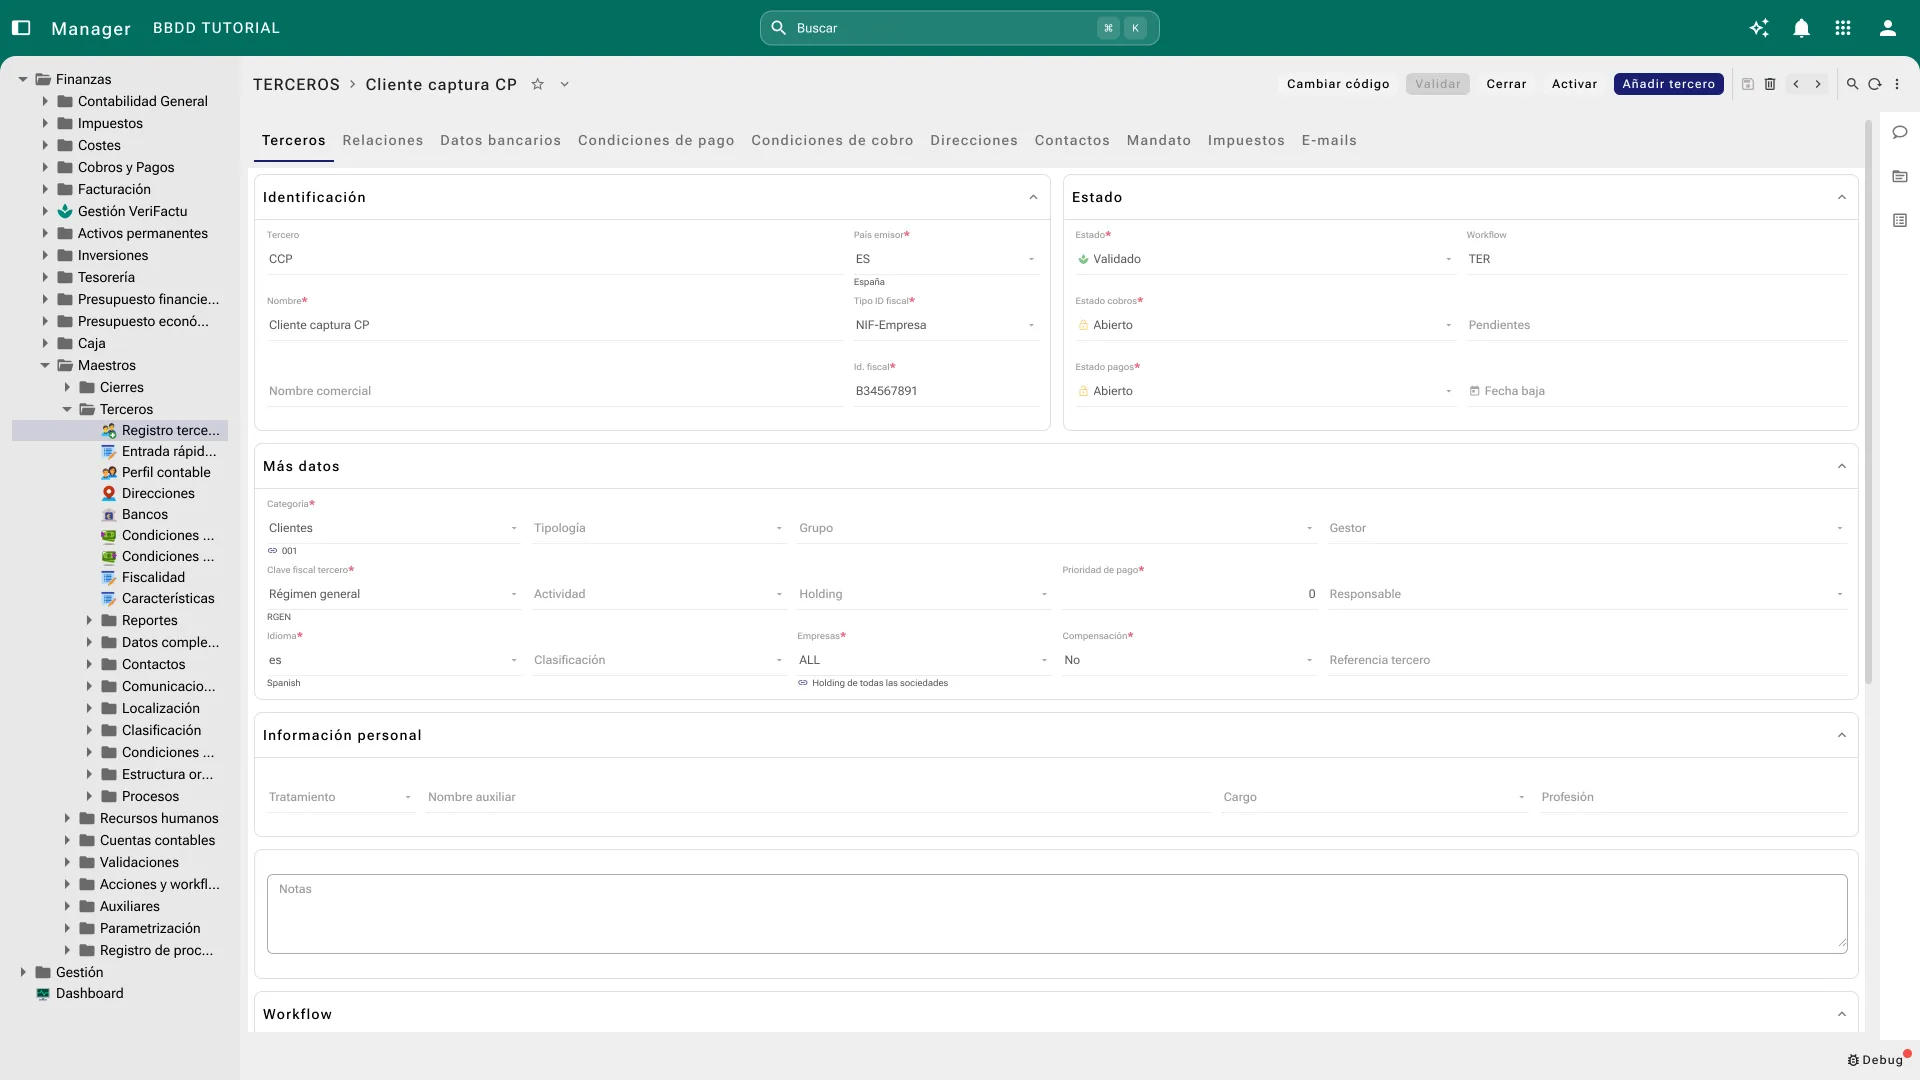 Manager BBDD TUTORIAL
Buscar ⌘ K
Finanzas
Contabilidad General
Impuestos
Costes
Cobros y Pagos
Facturación
Gestión VeriFactu
Activos permanentes
Inversiones
Tesorería
Presupuesto financie...
Presupuesto econó...
Caja
Maestros
Cierres
Terceros
Registro terce...
Entrada rápid...
Perfil contable
Direcciones
Bancos
Condiciones ...
Condiciones ...
Fiscalidad
Características
Reportes
Datos comple...
Contactos
Comunicacio...
Localización
Clasificación
Condiciones ...
Estructura or...
Procesos
Recursos humanos
Cuentas contables
Validaciones
Acciones y workfl...
Auxiliares
Parametrización
Registro de proc...
Gestión
Dashboard
TERCEROS > Cliente captura CP
Cambiar código Validar Cerrar Activar Añadir tercero
Terceros Relaciones Datos bancarios Condiciones de pago Condiciones de cobro Direcciones Contactos Mandato Impuestos E-mails
Identificación
Tercero País emisor*
CCP ES
España
Nombre* Tipo ID fiscal*
Cliente captura CP NIF-Empresa
Id. fiscal*
Nombre comercial B34567891
Estado
Estado* Workflow
Validado TER
Estado cobros*
Abierto Pendientes
Estado pagos*
Abierto Fecha baja
Más datos
Categoría*
Clientes Tipología Grupo Gestor
001
Clave fiscal tercero* Prioridad de pago*
Régimen general Actividad Holding 0 Responsable
RGEN
Idioma* Empresas* Compensación*
es Clasificación ALL No Referencia tercero
Spanish Holding de todas las sociedades
Información personal
Tratamiento Nombre auxiliar Cargo Profesión
Notas
Workflow
Debug